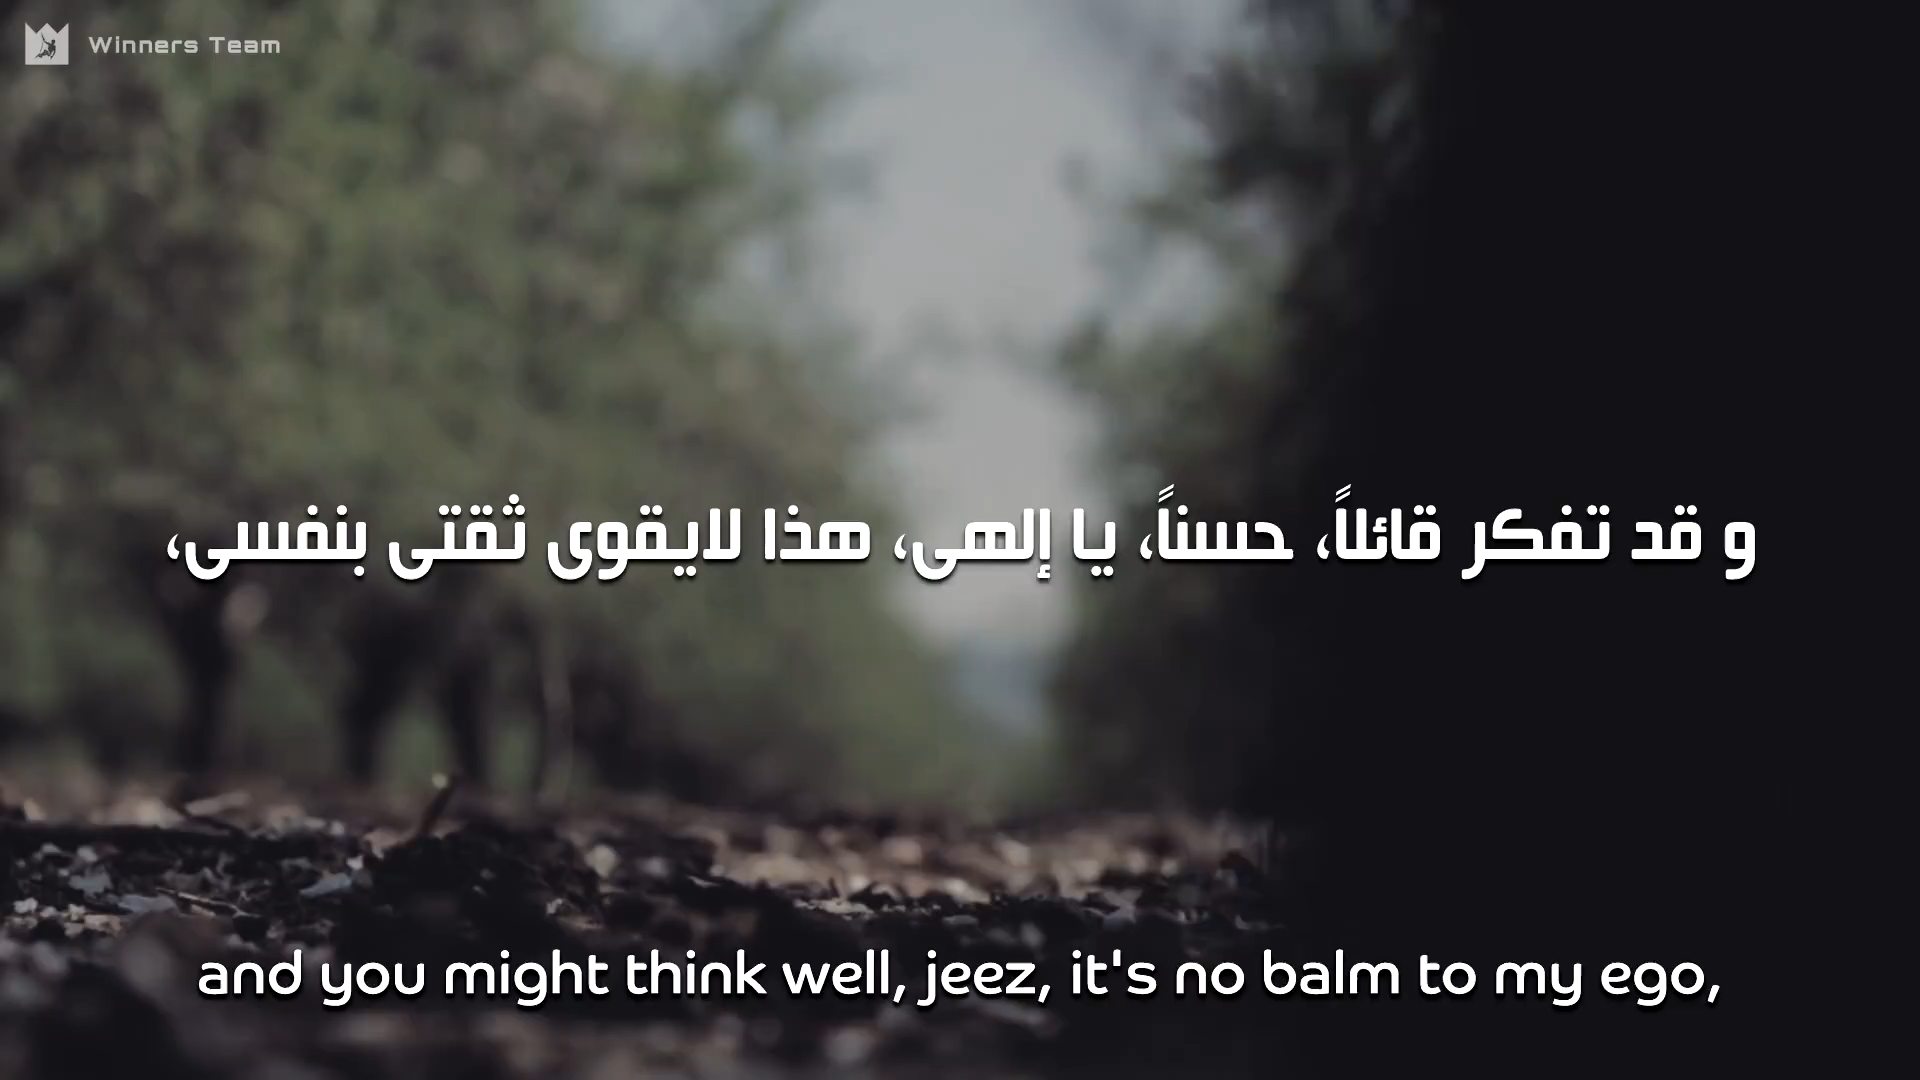 Winners Team
و قد تفكر قائلاً، حسناً، يا إلهى، هذا لايقوى ثقتى بنفسى،
and you might think well, jeez, it's no balm to my ego,